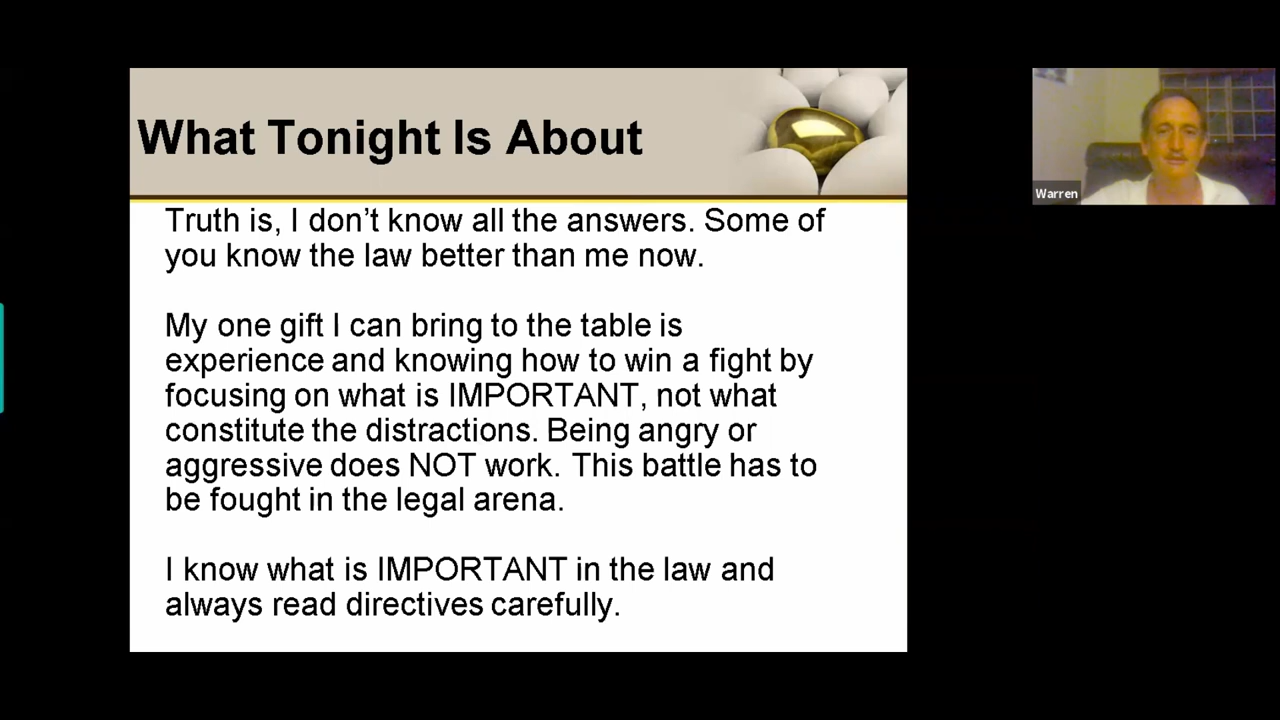 What Tonight Is About
Truth is, I don't know all the answers. Some of
you know the law better than me now.
My one gift I can bring to the table is
experience and knowing how to win a fight by
focusing on what is IMPORTANT, not what
constitute the distractions. Being angry or
aggressive does NOT work. This battle has to
be fought in the legal arena.
I know what is IMPORTANT in the law and
always read directives carefully.
Warren